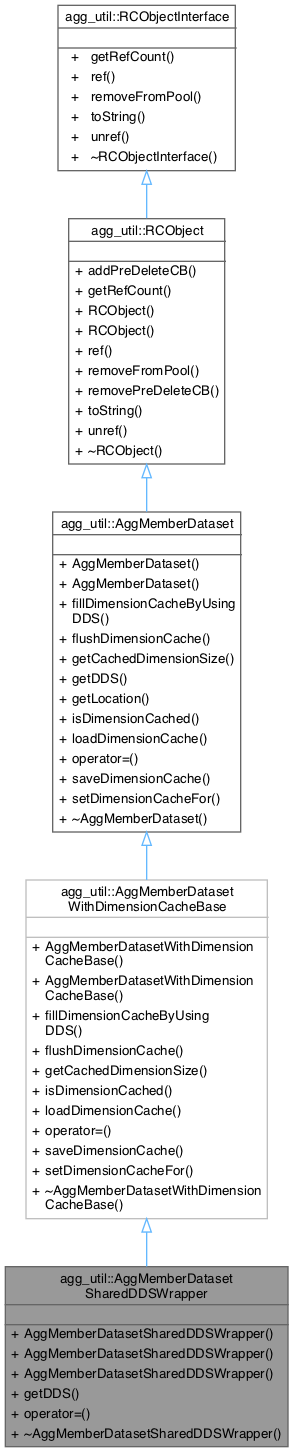 agg_util::RCObjectInterface
+ getRefCount()
+ ref()
+ removeFromPool()
+ toString()
+ unref()
+ ~RCObjectInterface()
agg_util::RCObject
+ addPreDeleteCB()
+ getRefCount()
+ RCObject()
+ RCObject()
+ ref()
+ removeFromPool()
+ removePreDeleteCB()
+ toString()
+ unref()
+ ~RCObject()
agg_util::AggMemberDataset
+ AggMemberDataset()
+ AggMemberDataset()
+ fillDimensionCacheByUsing
DDS()
+ flushDimensionCache()
+ getCachedDimensionSize()
+ getDDS()
+ getLocation()
+ isDimensionCached()
+ loadDimensionCache()
+ operator=()
+ saveDimensionCache()
+ setDimensionCacheFor()
+ ~AggMemberDataset()
agg_util::AggMemberDataset
WithDimensionCacheBase
+ AggMemberDatasetWithDimension
CacheBase()
+ AggMemberDatasetWithDimension
CacheBase()
+ fillDimensionCacheByUsing
DDS()
+ flushDimensionCache()
+ getCachedDimensionSize()
+ isDimensionCached()
+ loadDimensionCache()
+ operator=()
+ saveDimensionCache()
+ setDimensionCacheFor()
+ ~AggMemberDatasetWithDimension
CacheBase()
agg_util::AggMemberDataset
SharedDDSWrapper
+ AggMemberDatasetSharedDDSWrapper()
+ AggMemberDatasetSharedDDSWrapper()
+ AggMemberDatasetSharedDDSWrapper()
+ getDDS()
+ operator=()
+ ~AggMemberDatasetSharedDDSWrapper()